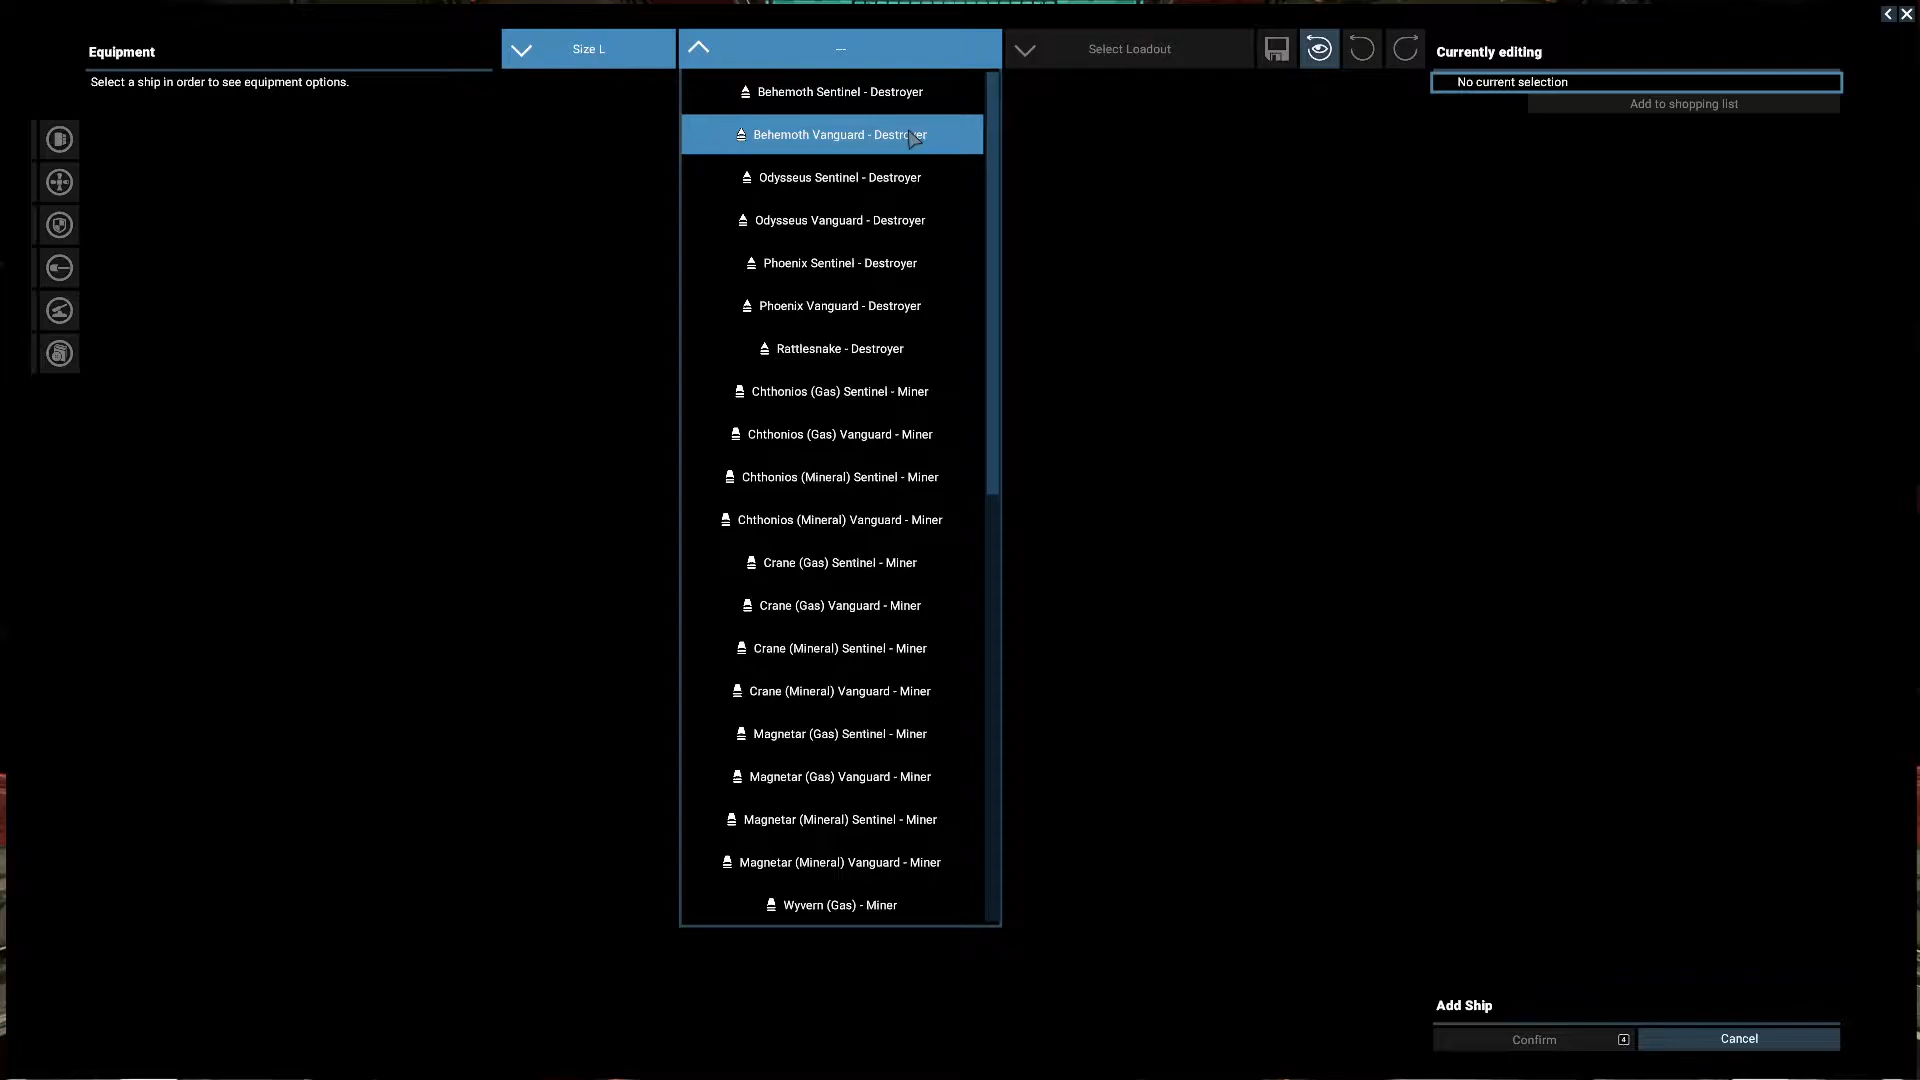 Equipment
Select a ship in order to see equipment options.
Size L
---
Select Loadout
Behemoth Sentinel - Destroyer
Behemoth Vanguard - Destroyer
Odysseus Sentinel - Destroyer
Odysseus Vanguard - Destroyer
Phoenix Sentinel - Destroyer
Phoenix Vanguard - Destroyer
Rattlesnake - Destroyer
Chthonios (Gas) Sentinel - Miner
Chthonios (Gas) Vanguard - Miner
Chthonios (Mineral) Sentinel - Miner
Chthonios (Mineral) Vanguard - Miner
Crane (Gas) Sentinel - Miner
Crane (Gas) Vanguard - Miner
Crane (Mineral) Sentinel - Miner
Crane (Mineral) Vanguard - Miner
Magnetar (Gas) Sentinel - Miner
Magnetar (Gas) Vanguard - Miner
Magnetar (Mineral) Sentinel - Miner
Magnetar (Mineral) Vanguard - Miner
Wyvern (Gas) - Miner
Currently editing
No current selection
Add to shopping list
Add Ship
Confirm 4
Cancel